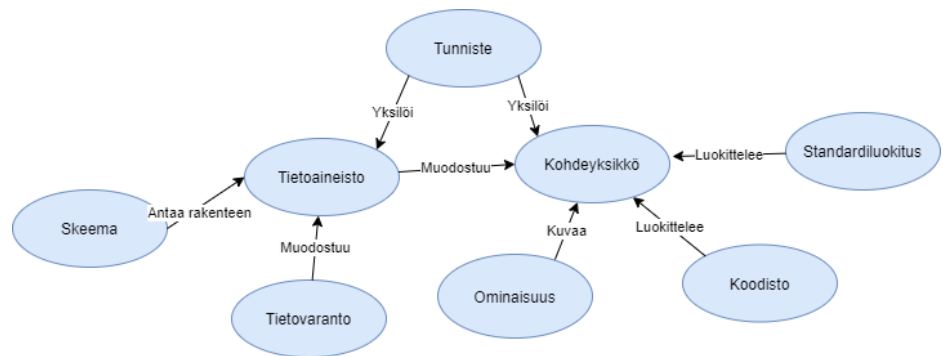 Tunniste
Yksilöi
Yksilöi
Tietoaineisto
Muodostuu
Kohdeyksikkö
Luokittelee
Standardiluokitus
Antaa rakenteen
Skeema
Muodostuu
Kuvaa
Luokittelee
Tietovaranto
Ominaisuus
Koodisto